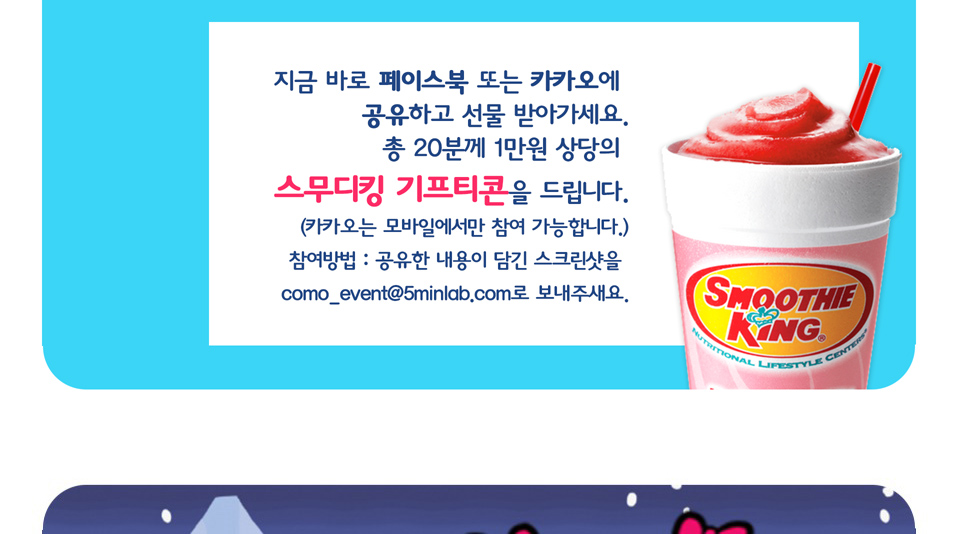 지금 바로 페이스북 또는 카카오에
공유하고 선물 받아가세요.
총 20분께 1만원 상당의
스무디킹 기프티콘을 드립니다.
(카카오는 모바일에서만 참여 가능합니다.)
참여방법 : 공유한 내용이 담긴 스크린샷을
como_event@5minlab.com로 보내주새요.
SMOOTHIE
KING®
NUTRITIONAL LIFESTYLE CENTERS®